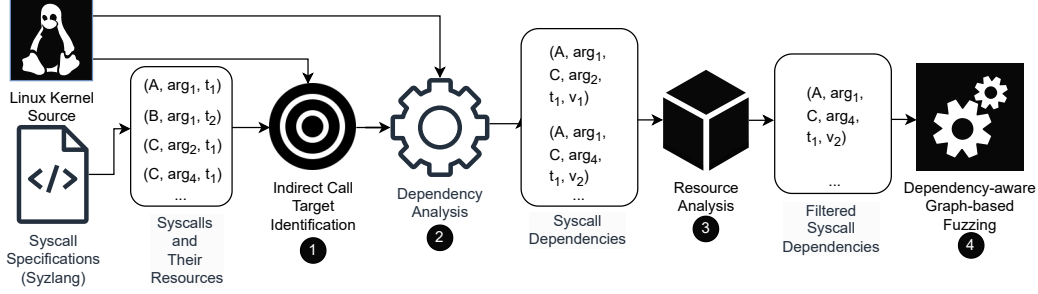 Linux Kernel
Source
</>
Syscall
Specifications
(Syzlang)
(A, arg1, t1)
(B, arg1, t2)
(C, arg2, t1)
(C, arg4, t1)
...
Syscalls
and
Their
Resources
Indirect Call
Target
Identification
1
Dependency
Analysis
2
(A, arg1,
C, arg2,
t1, v1)
(A, arg1,
C, arg4,
t1, v2)
...
Syscall
Dependencies
Resource
Analysis
3
(A, arg1,
C, arg4,
t1, v2)
...
Filtered
Syscall
Dependencies
Dependency-aware
Graph-based
Fuzzing
4